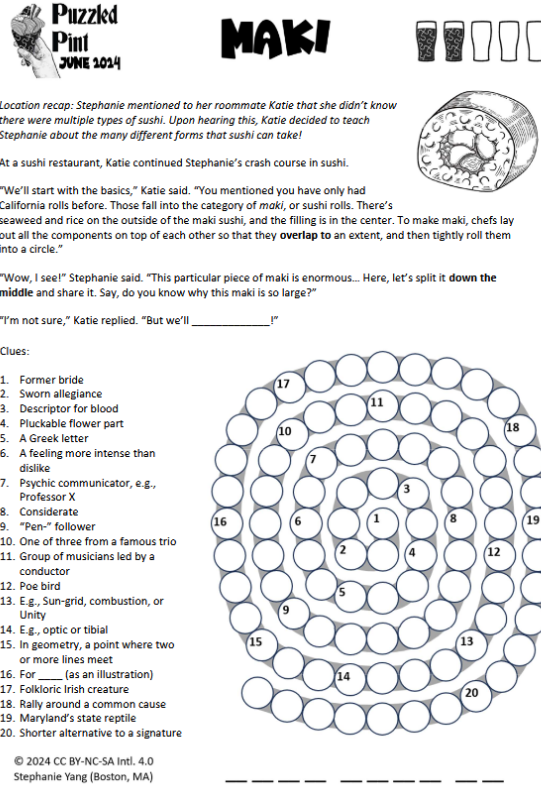 Puzzled
Pint
JUNE 2024
MAKI
Location recap: Stephanie mentioned to her roommate Katie that she didn't know
there were multiple types of sushi. Upon hearing this, Katie decided to teach
Stephanie about the many different forms that sushi can take!
At a sushi restaurant, Katie continued Stephanie's crash course in sushi.
"We'll start with the basics," Katie said. "You mentioned you have only had
California rolls before. Those fall into the category of maki, or sushi rolls. There's
seaweed and rice on the outside of the maki sushi, and the filling is in the center. To make maki, chefs lay
out all the components on top of each other so that they overlap to an extent, and then tightly roll them
into a circle."
"Wow, I see!" Stephanie said. "This particular piece of maki is enormous... Here, let's split it down the
middle and share it. Say, do you know why this maki is so large?"
"I'm not sure," Katie replied. "But we'll _____________!"
Clues:
1. Former bride
2. Sworn allegiance
3. Descriptor for blood
4. Pluckable flower part
5. A Greek letter
6. A feeling more intense than
dislike
7. Psychic communicator, e.g.,
Professor X
8. Considerate
9. "Pen-" follower
10. One of three from a famous trio
11. Group of musicians led by a
conductor
12. Poe bird
13. E.g., Sun-grid, combustion, or
Unity
14. E.g., optic or tibial
15. In geometry, a point where two
or more lines meet
16. For ____ (as an illustration)
17. Folkloric Irish creature
18. Rally around a common cause
19. Maryland's state reptile
20. Shorter alternative to a signature
17
11
10
18
7
3
16
6
1
8
19
2
4
12
5
9
15
13
14
20
© 2024 CC BY-NC-SA Intl. 4.0
Stephanie Yang (Boston, MA)